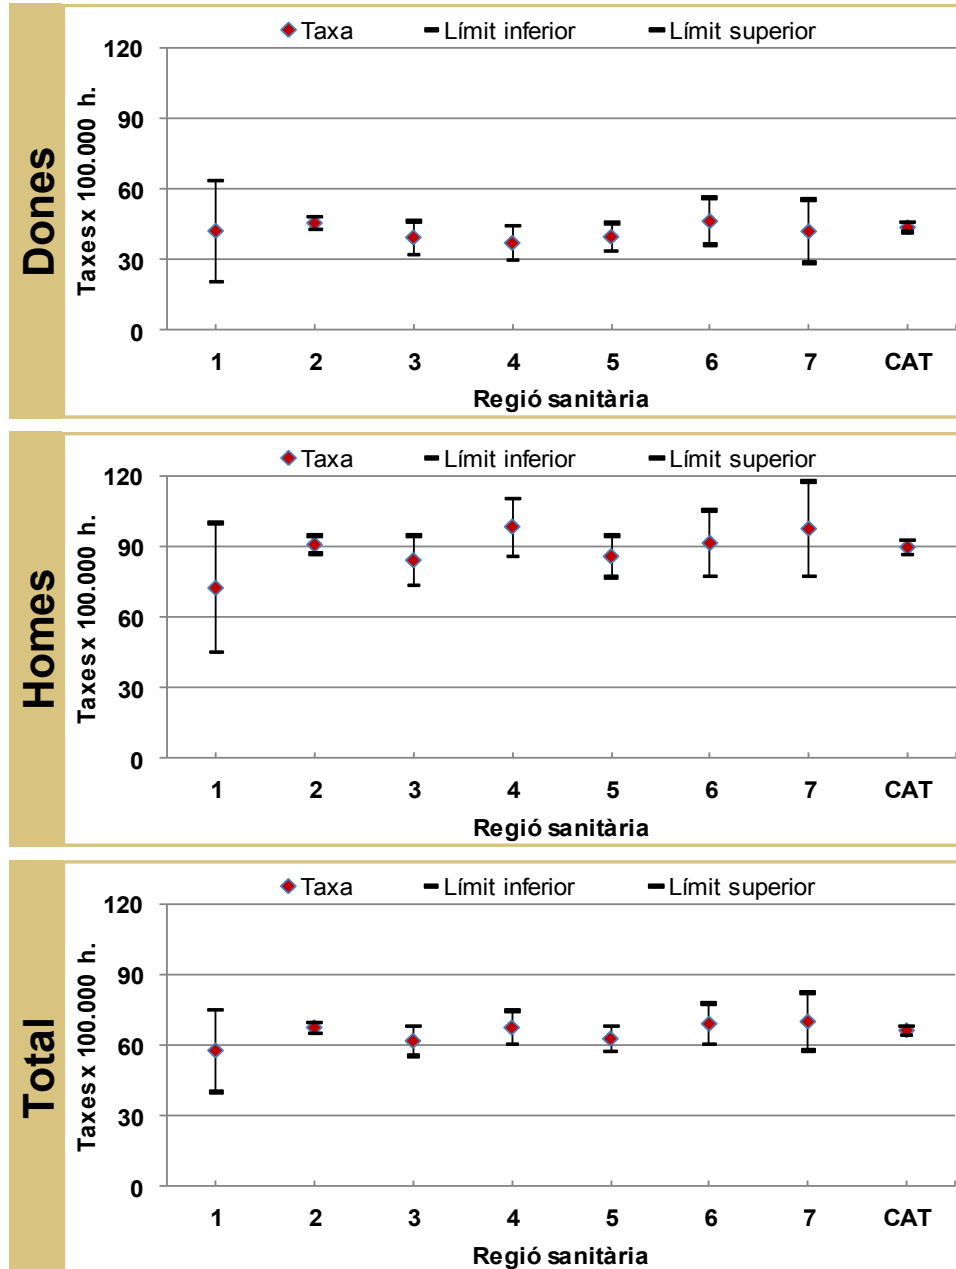 Dones
Taxa Límit inferior Límit superior
Taxes x 100.000 h.
120
90
60
30
0
1 2 3 4 5 6 7 CAT
Regió sanitària
Homes
Taxa Límit inferior Límit superior
Taxes x 100.000 h.
120
90
60
30
0
1 2 3 4 5 6 7 CAT
Regió sanitària
Total
Taxa Límit inferior Límit superior
Taxes x 100.000 h.
120
90
60
30
0
1 2 3 4 5 6 7 CAT
Regió sanitària